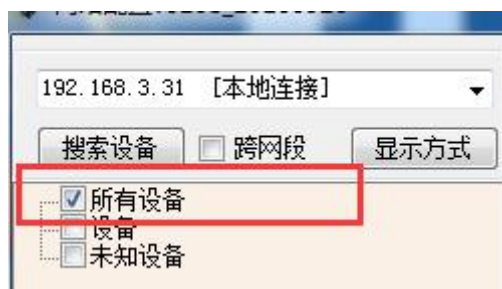 192.168.3.31 [本地连接]
搜索设备 跨网段 显示方式
所有设备
设备
未知设备